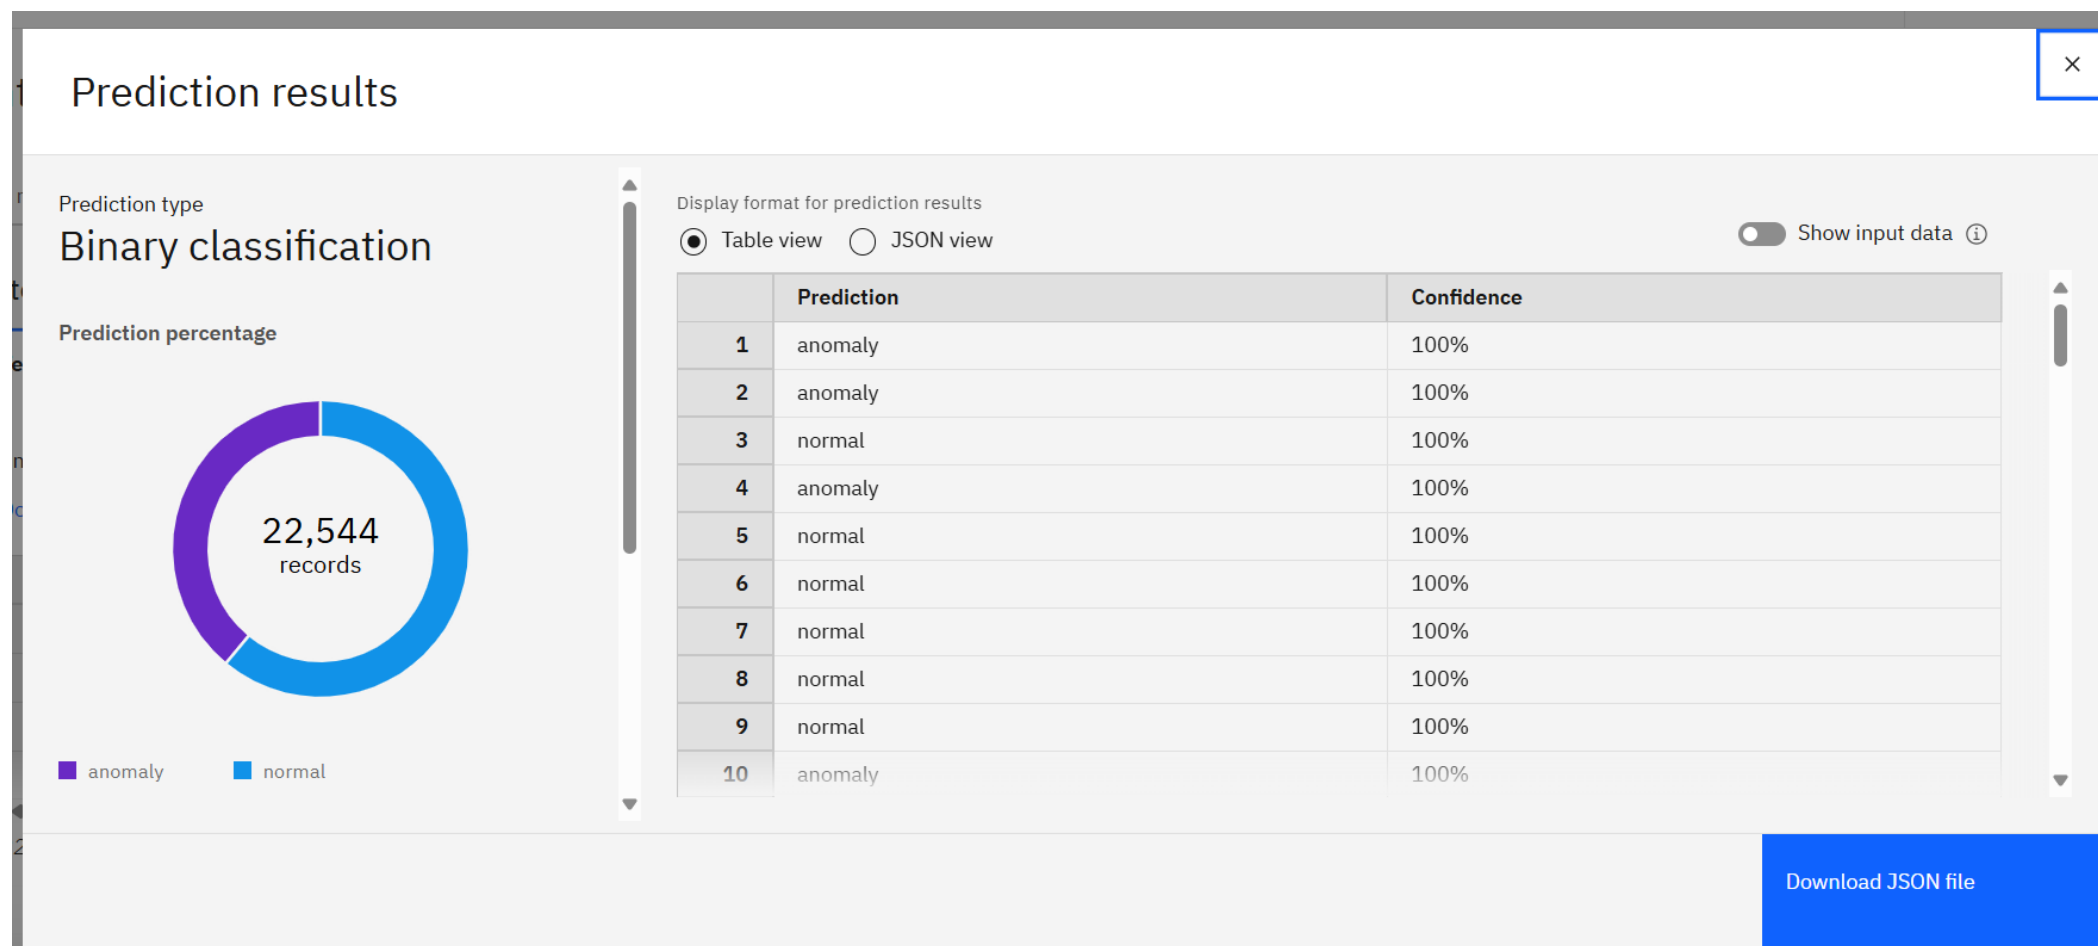 Prediction results
Prediction type
Binary classification
Prediction percentage
22,544
records
anomaly normal
Display format for prediction results
Table view JSON view
Show input data
Prediction Confidence
1 anomaly 100%
2 anomaly 100%
3 normal 100%
4 anomaly 100%
5 normal 100%
6 normal 100%
7 normal 100%
8 normal 100%
9 normal 100%
10 anomaly 100%
Download JSON file